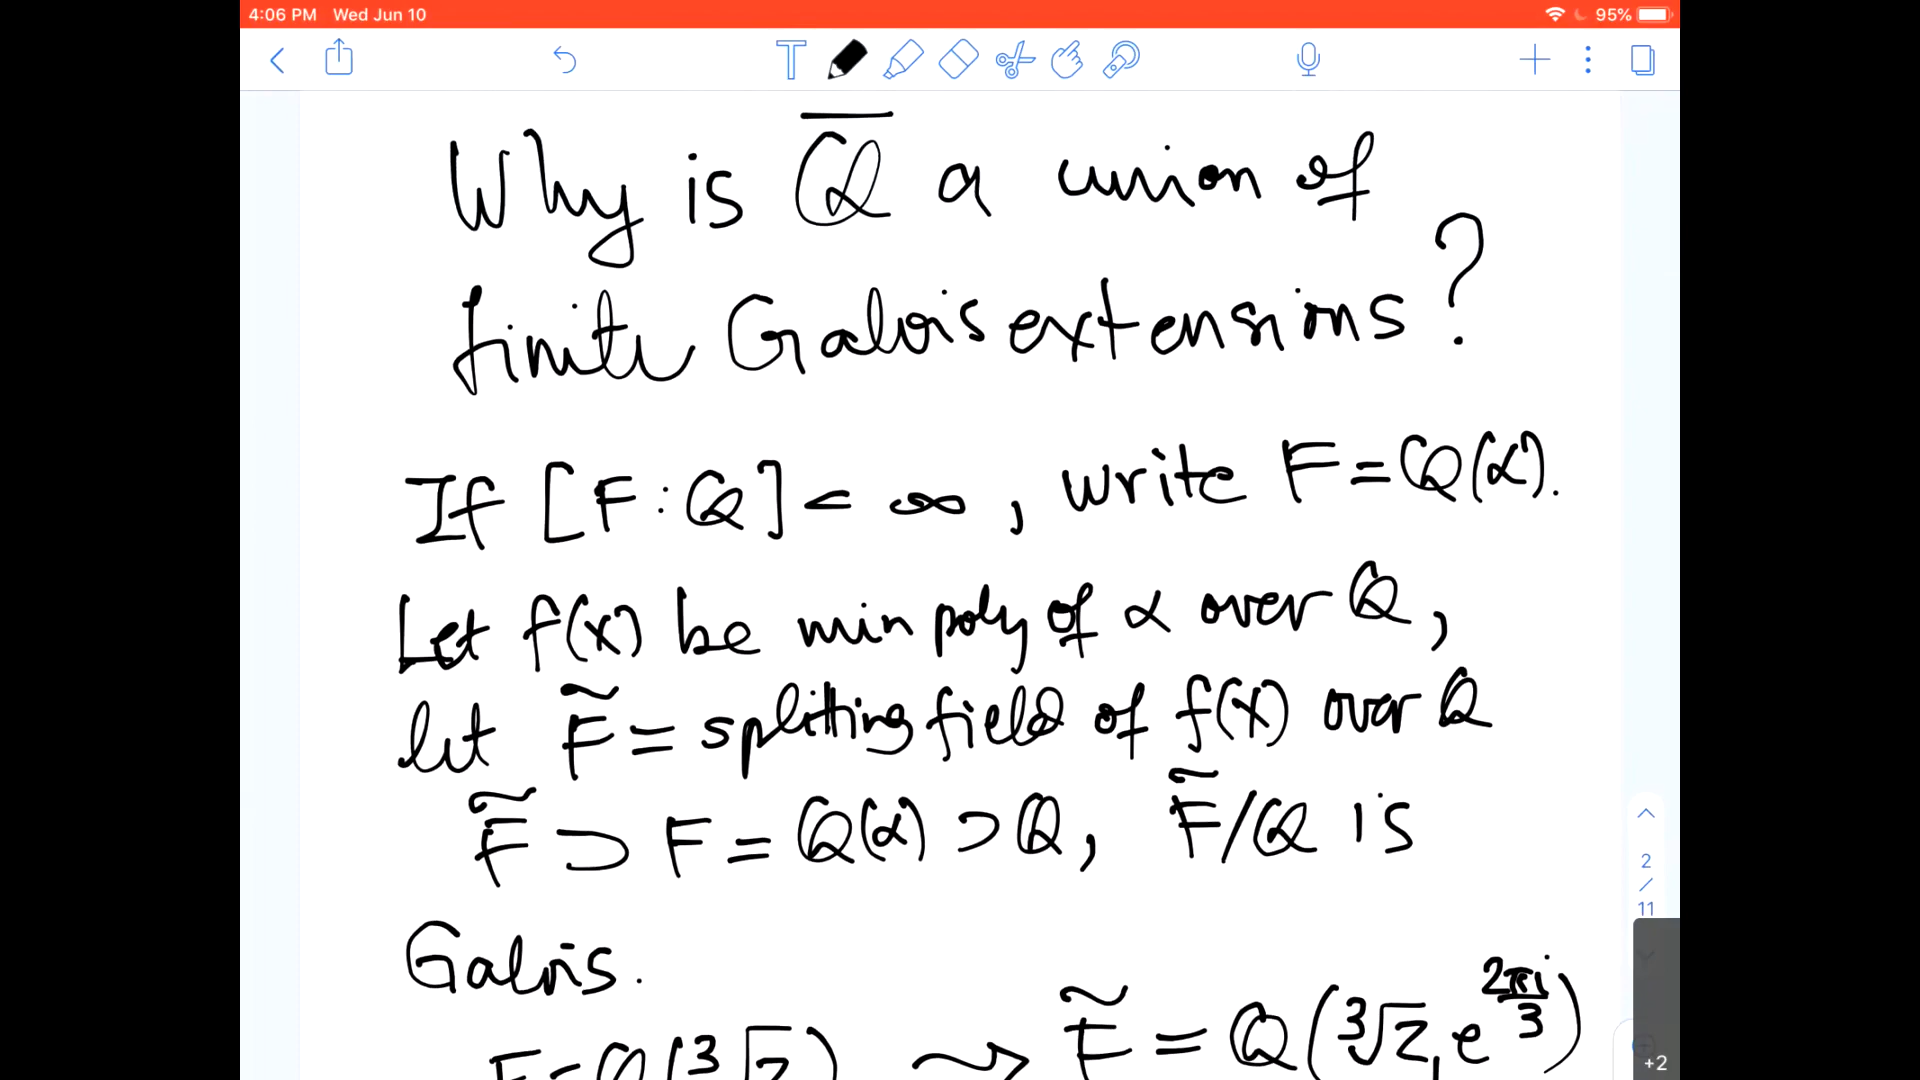 4:06 PM Wed Jun 10 95%
T
Why is Q̅ a union of
finite Galois extensions?
If [F:ℚ] < ∞, write F = ℚ(α).
Let f(x) be min poly of α over ℚ,
let F̃ = splitting field of f(x) over ℚ
F̃ ⊃ F = ℚ(α) ⊃ ℚ, F̃/ℚ is
Galois.
F = ℚ(∛2) ⇝ F̃ = ℚ(∛2, e^{2πi/3})
2
/
11
+2